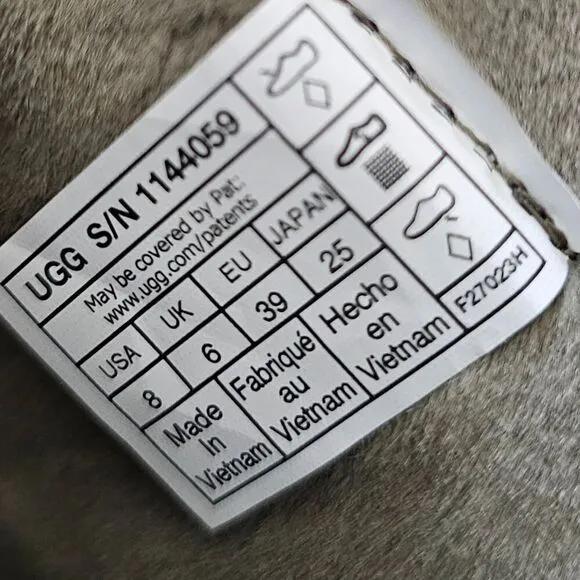 UGG S/N 1144059
May be covered by Pat:
www.ugg.com/patents
USA UK EU JAPAN
8 6 39 25
Made
In
Vietnam
Fabriqué
au
Vietnam
Hecho
en
Vietnam
F27023H